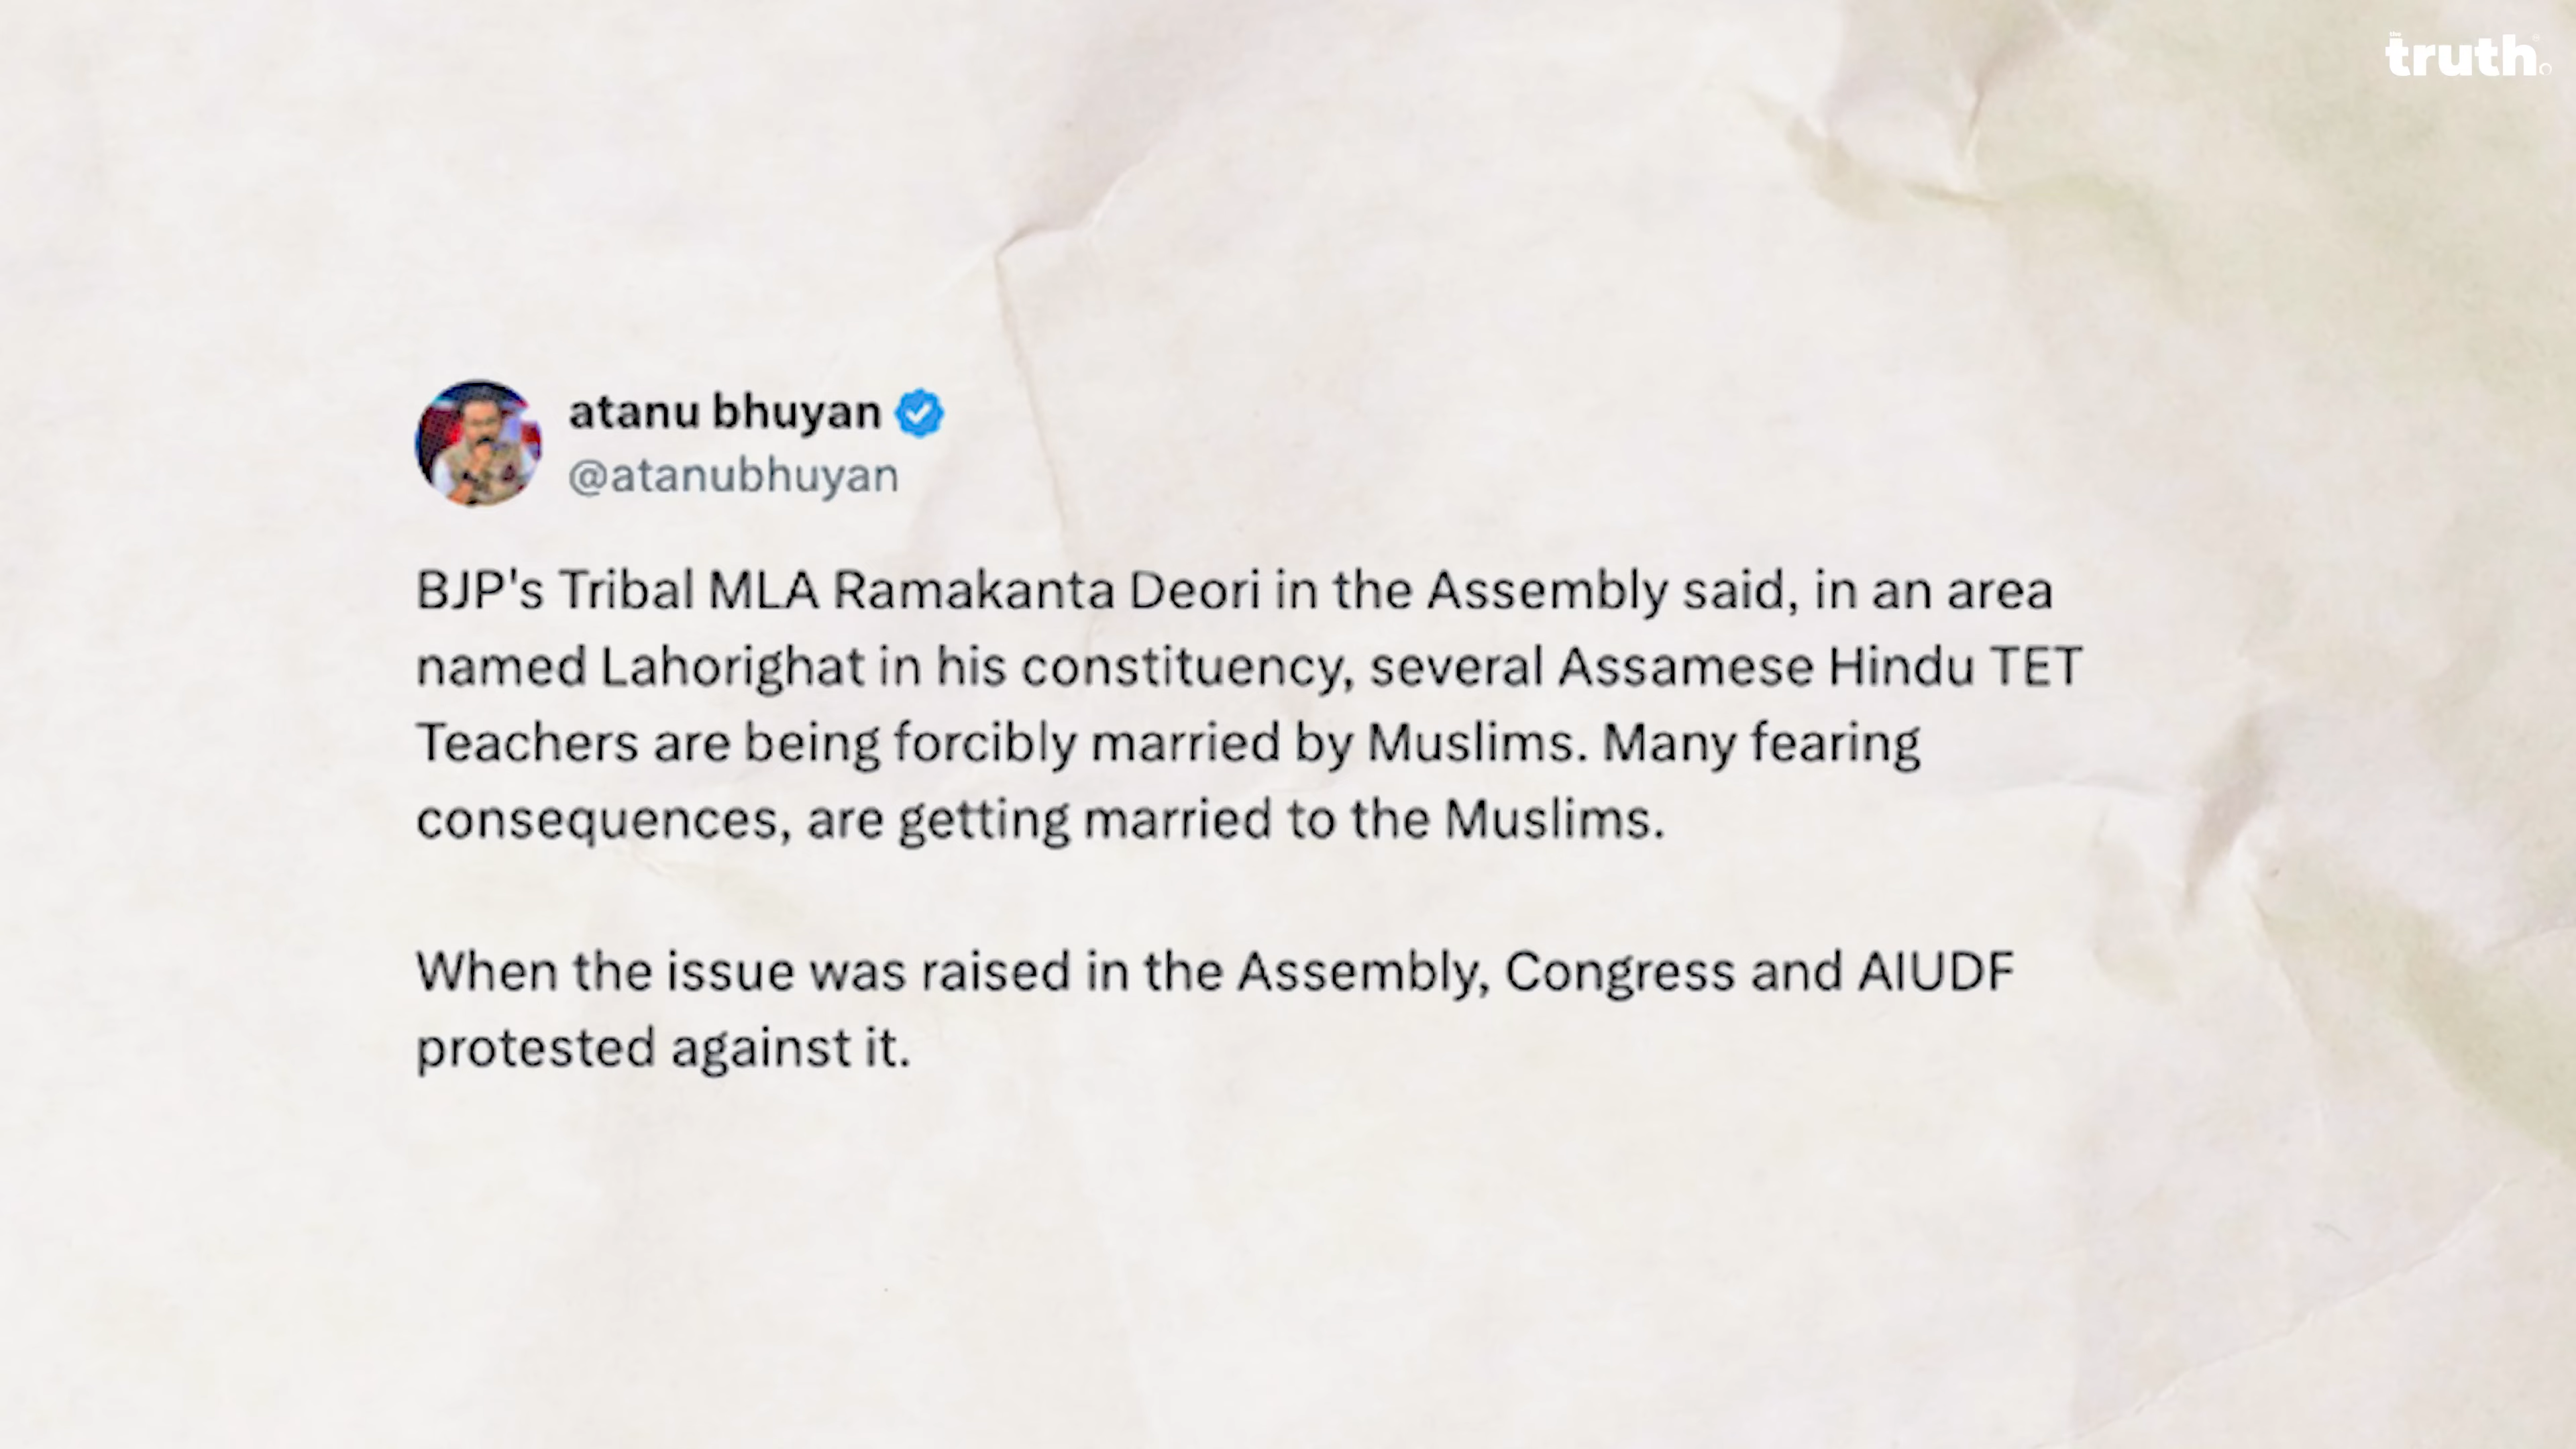 the truth.
atanu bhuyan
@atanubhuyan
BJP's Tribal MLA Ramakanta Deori in the Assembly said, in an area
named Lahorighat in his constituency, several Assamese Hindu TET
Teachers are being forcibly married by Muslims. Many fearing
consequences, are getting married to the Muslims.
When the issue was raised in the Assembly, Congress and AIUDF
protested against it.